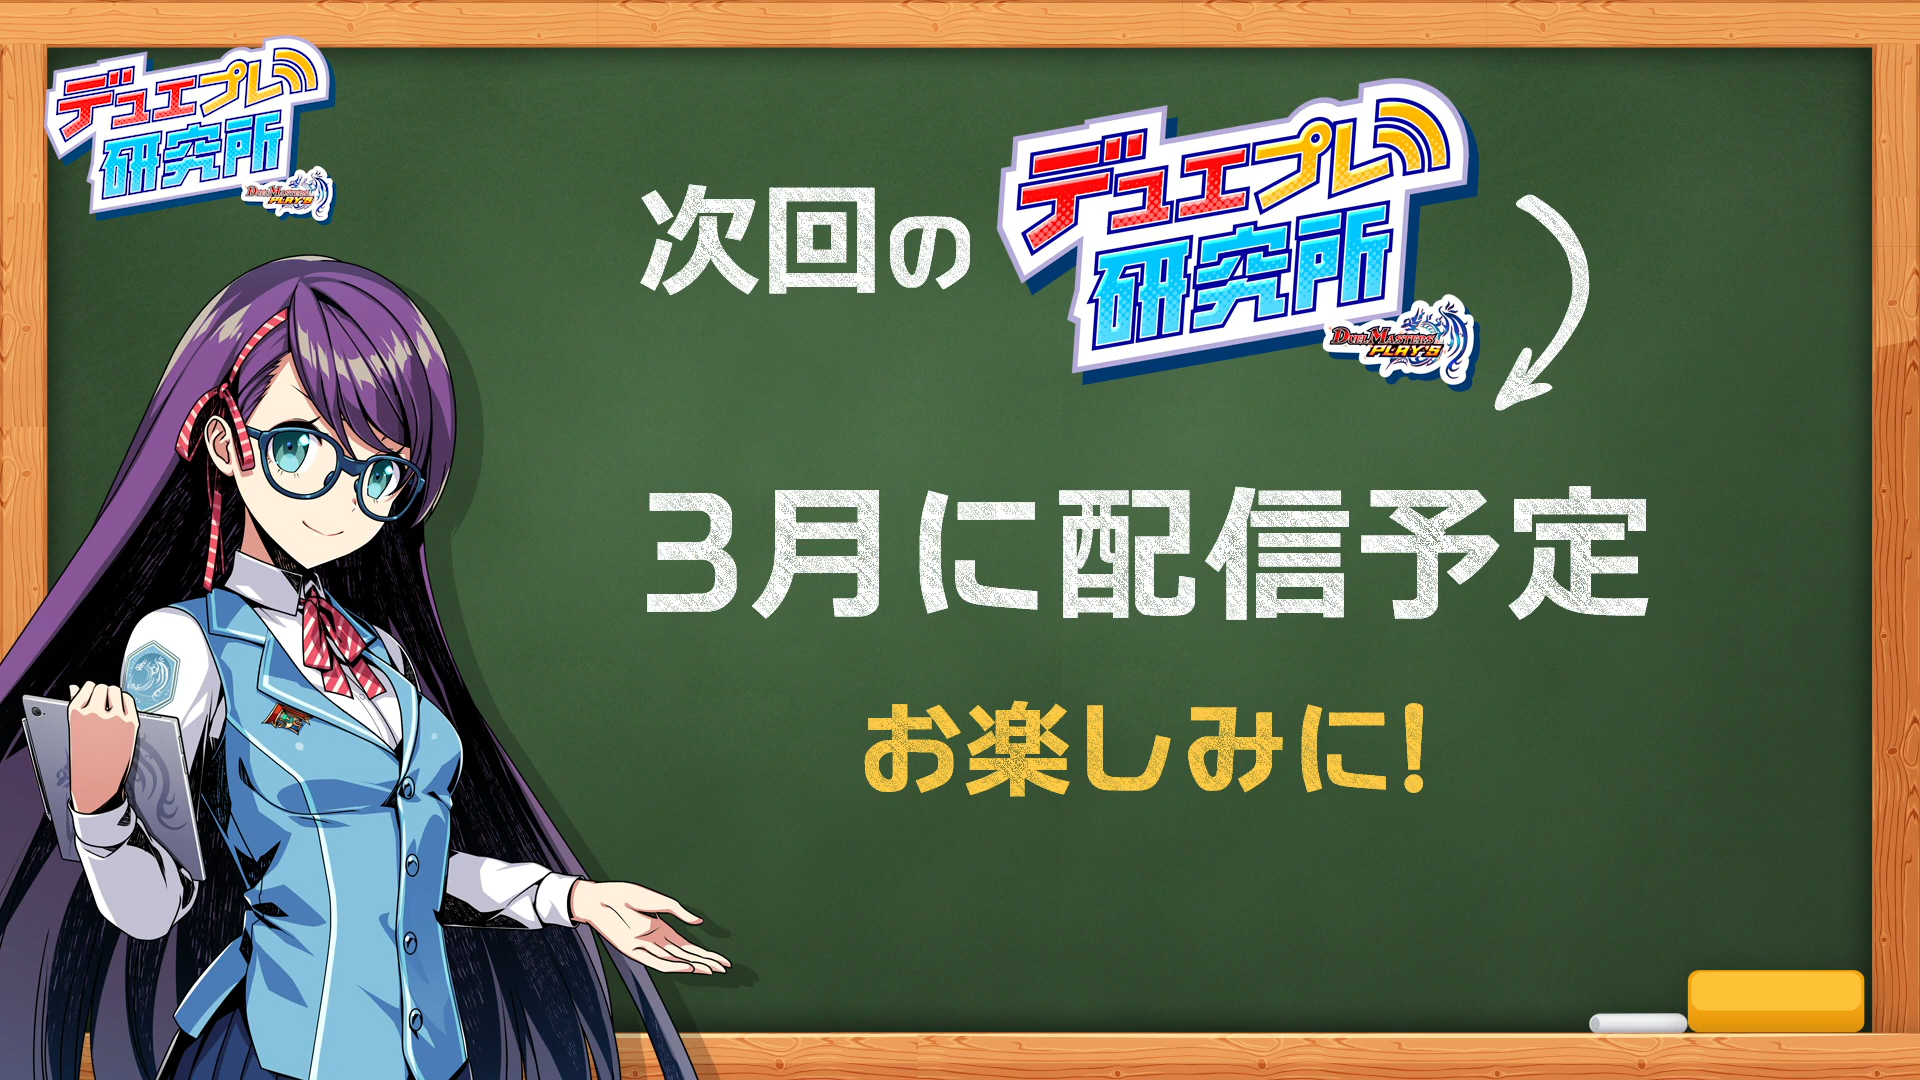 デュエプレ
研究所
DUEL MASTERS
PLAY'S
次回の
デュエプレ
研究所
DUEL MASTERS
PLAY'S
3月に配信予定
お楽しみに!